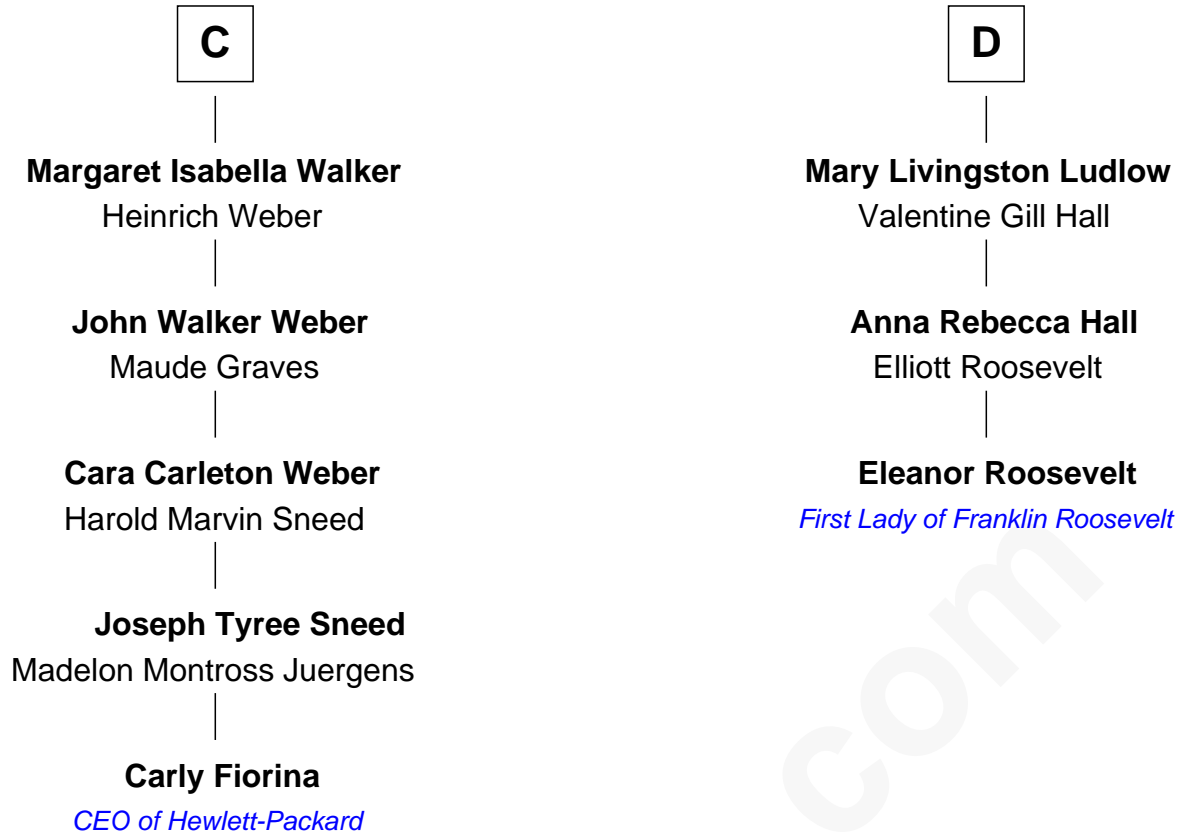 C
Margaret Isabella Walker
Heinrich Weber
John Walker Weber
Maude Graves
Cara Carleton Weber
Harold Marvin Sneed
Joseph Tyree Sneed
Madelon Montross Juergens
Carly Fiorina
CEO of Hewlett-Packard
D
Mary Livingston Ludlow
Valentine Gill Hall
Anna Rebecca Hall
Elliott Roosevelt
Eleanor Roosevelt
First Lady of Franklin Roosevelt
com